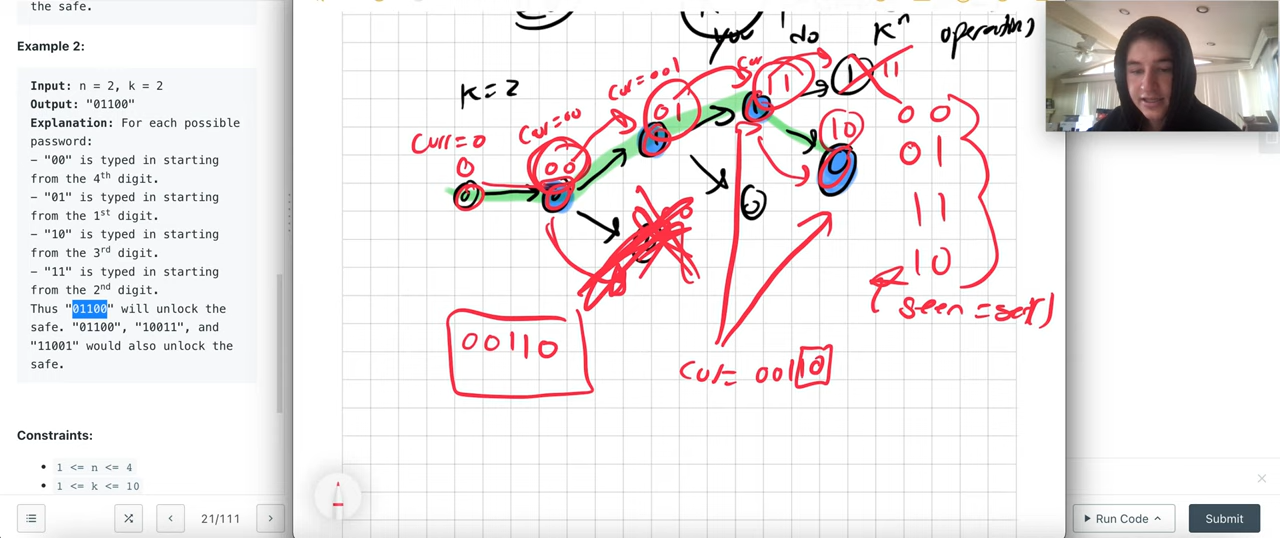 the safe.
Example 2:
Input: n = 2, k = 2
Output: "01100"
Explanation: For each possible
password:
- "00" is typed in starting
from the 4th digit.
- "01" is typed in starting
from the 1st digit.
- "10" is typed in starting
from the 3rd digit.
- "11" is typed in starting
from the 2nd digit.
Thus "01100" will unlock the
safe. "01100", "10011", and
"11001" would also unlock the
safe.
Constraints:
1 <= n <= 4
1 <= k <= 10
21/111
you do k^n operations
K=2
Curr=0
0
0
Cur=00
00
Cur=001
01
Cur
11
1
11
10
0
00
01
11
10
seen = set()
00110
Cur= 00110
Run Code
Submit